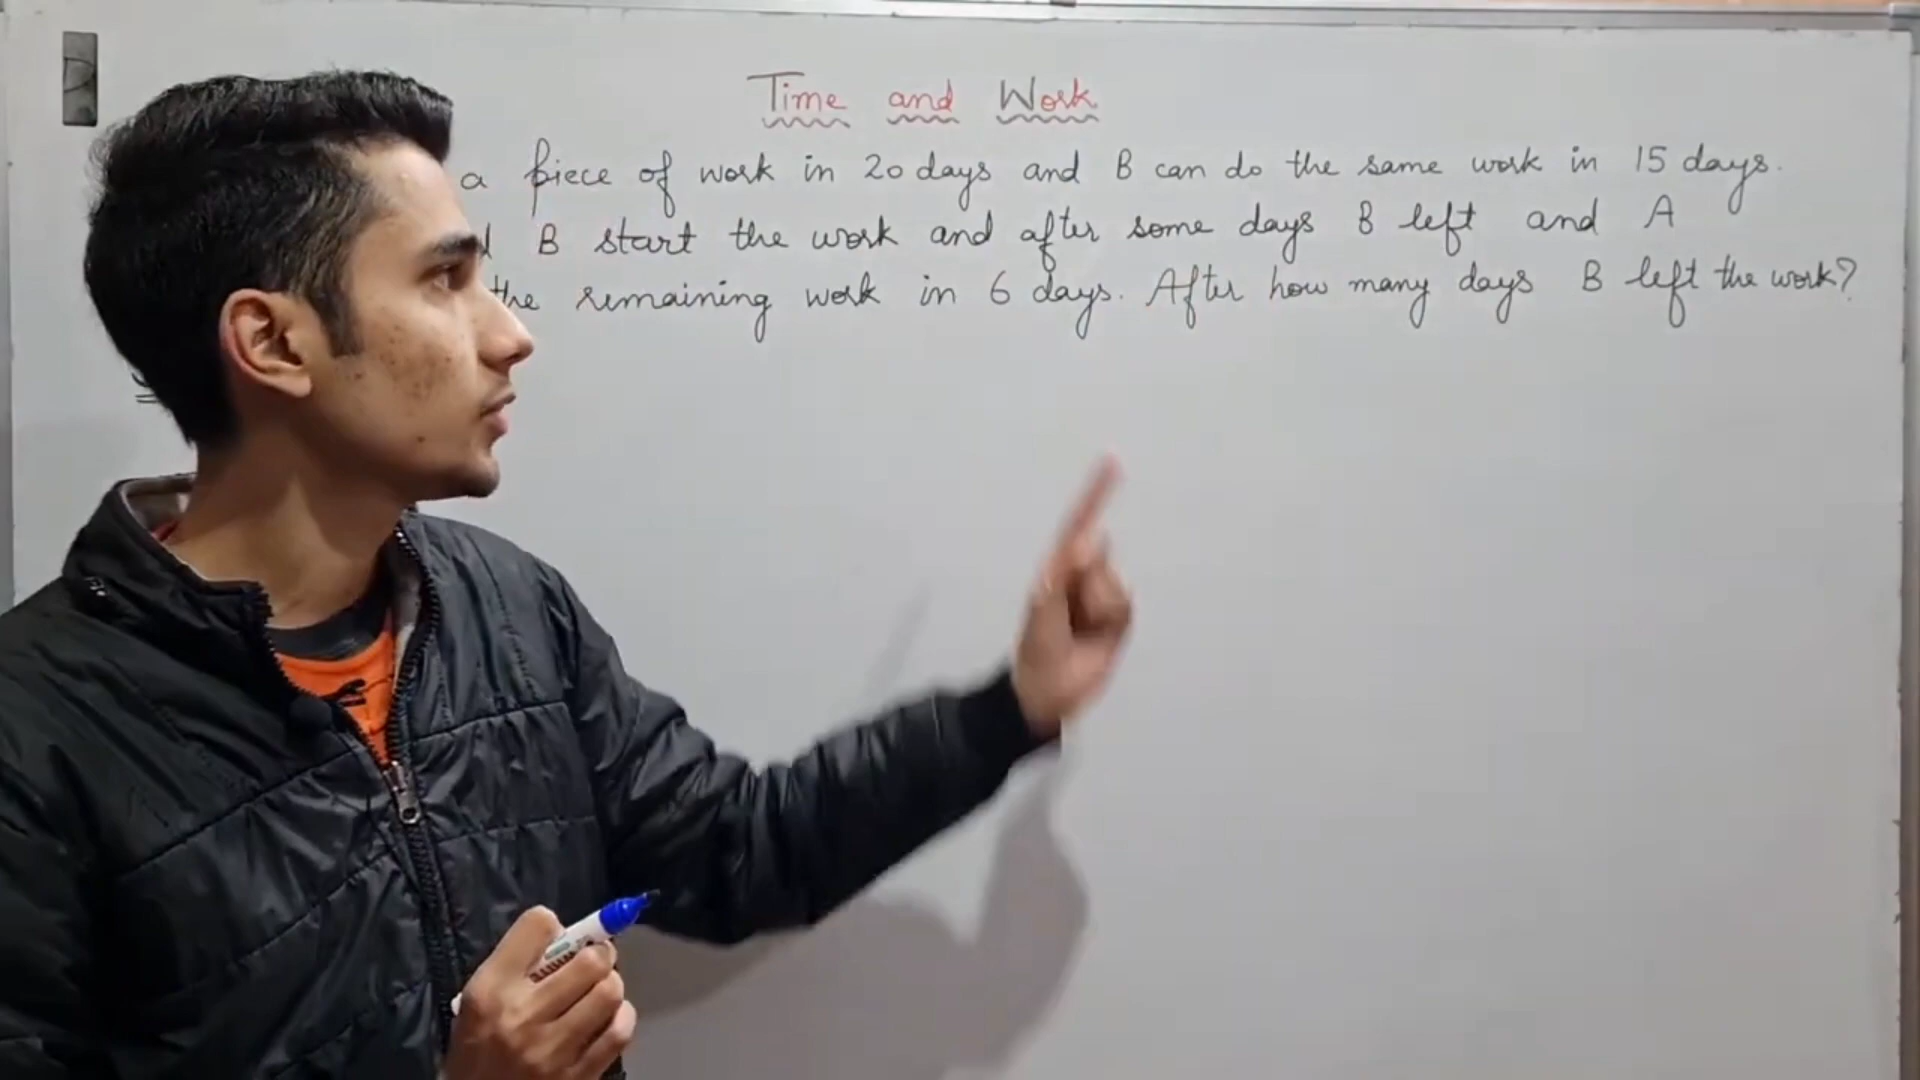 Time and Work
a piece of work in 20 days and B can do the same work in 15 days.
B start the work and after some days B left and A
the remaining work in 6 days. After how many days B left the work?